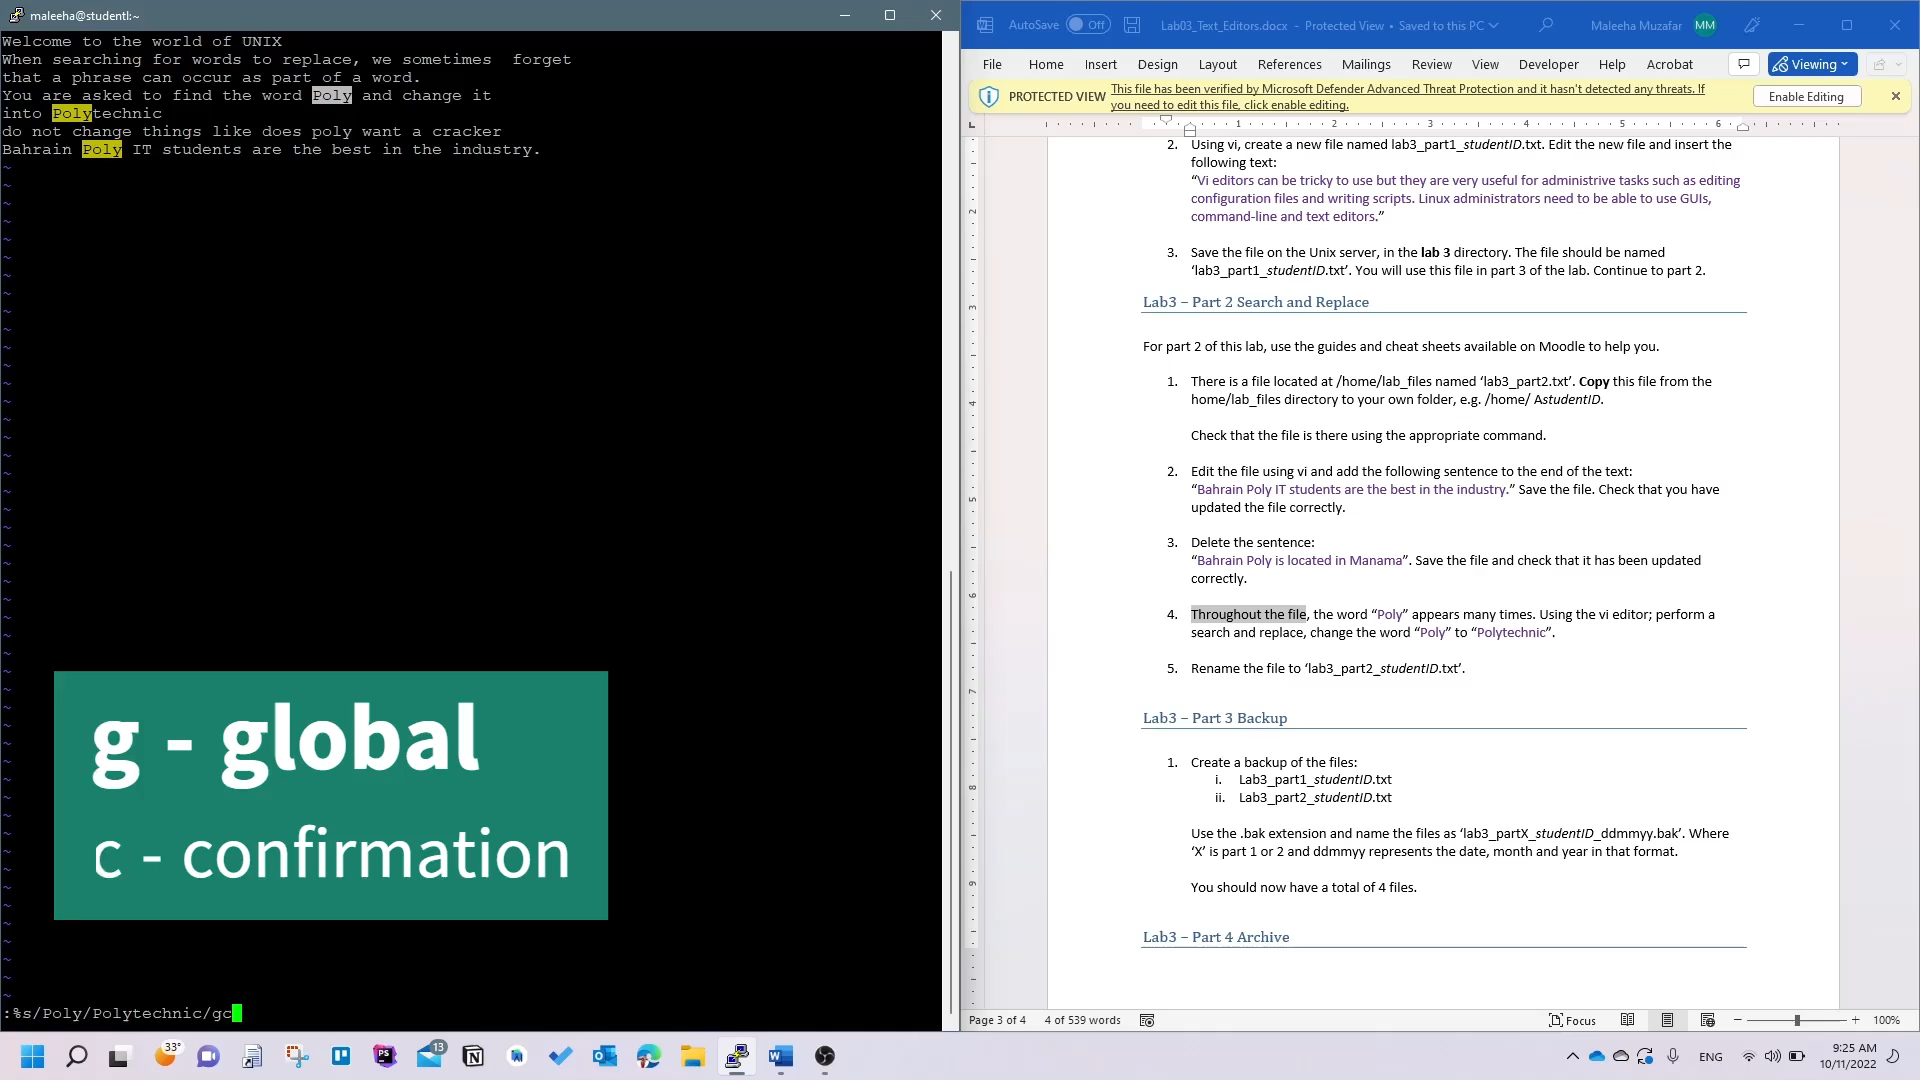 maleeha@studentl:~
Welcome to the world of UNIX
When searching for words to replace, we sometimes  forget
that a phrase can occur as part of a word.
You are asked to find the word Poly and change it
into Polytechnic
do not change things like does poly want a cracker
Bahrain Poly IT students are the best in the industry.
g - global
c - confirmation
:%s/Poly/Polytechnic/gc
AutoSave Off Lab03_Text_Editors.docx - Protected View • Saved to this PC Maleeha Muzafar MM
File Home Insert Design Layout References Mailings Review View Developer Help Acrobat Viewing
PROTECTED VIEW This file has been verified by Microsoft Defender Advanced Threat Protection and it hasn't detected any threats. If
you need to edit this file, click enable editing. Enable Editing
1 2 3 4 5 6
2. Using vi, create a new file named lab3_part1_studentID.txt. Edit the new file and insert the
following text:
“Vi editors can be tricky to use but they are very useful for administrive tasks such as editing
configuration files and writing scripts. Linux administrators need to be able to use GUIs,
command-line and text editors.”
3. Save the file on the Unix server, in the lab 3 directory. The file should be named
‘lab3_part1_studentID.txt’. You will use this file in part 3 of the lab. Continue to part 2.
Lab3 – Part 2 Search and Replace
For part 2 of this lab, use the guides and cheat sheets available on Moodle to help you.
1. There is a file located at /home/lab_files named ‘lab3_part2.txt’. Copy this file from the
home/lab_files directory to your own folder, e.g. /home/ AstudentID.
Check that the file is there using the appropriate command.
2. Edit the file using vi and add the following sentence to the end of the text:
“Bahrain Poly IT students are the best in the industry.” Save the file. Check that you have
updated the file correctly.
3. Delete the sentence:
“Bahrain Poly is located in Manama”. Save the file and check that it has been updated
correctly.
4. Throughout the file, the word “Poly” appears many times. Using the vi editor; perform a
search and replace, change the word “Poly” to “Polytechnic”.
5. Rename the file to ‘lab3_part2_studentID.txt’.
Lab3 – Part 3 Backup
1. Create a backup of the files:
i. Lab3_part1_studentID.txt
ii. Lab3_part2_studentID.txt
Use the .bak extension and name the files as ‘lab3_partX_studentID_ddmmyy.bak’. Where
‘X’ is part 1 or 2 and ddmmyy represents the date, month and year in that format.
You should now have a total of 4 files.
Lab3 – Part 4 Archive
Page 3 of 4 4 of 539 words Focus 100%
33° 13 ENG 9:25 AM
10/11/2022